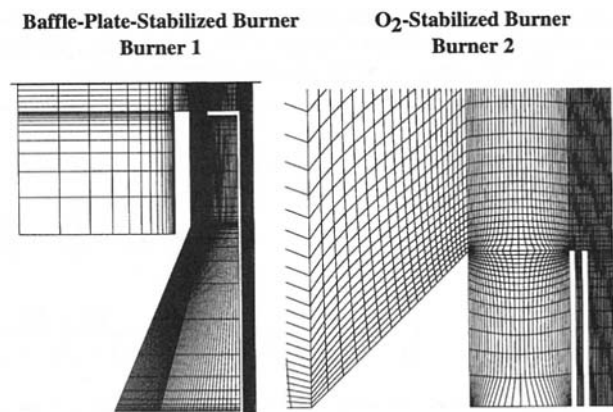 Baffle-Plate-Stabilized Burner
Burner 1
O₂-Stabilized Burner
Burner 2